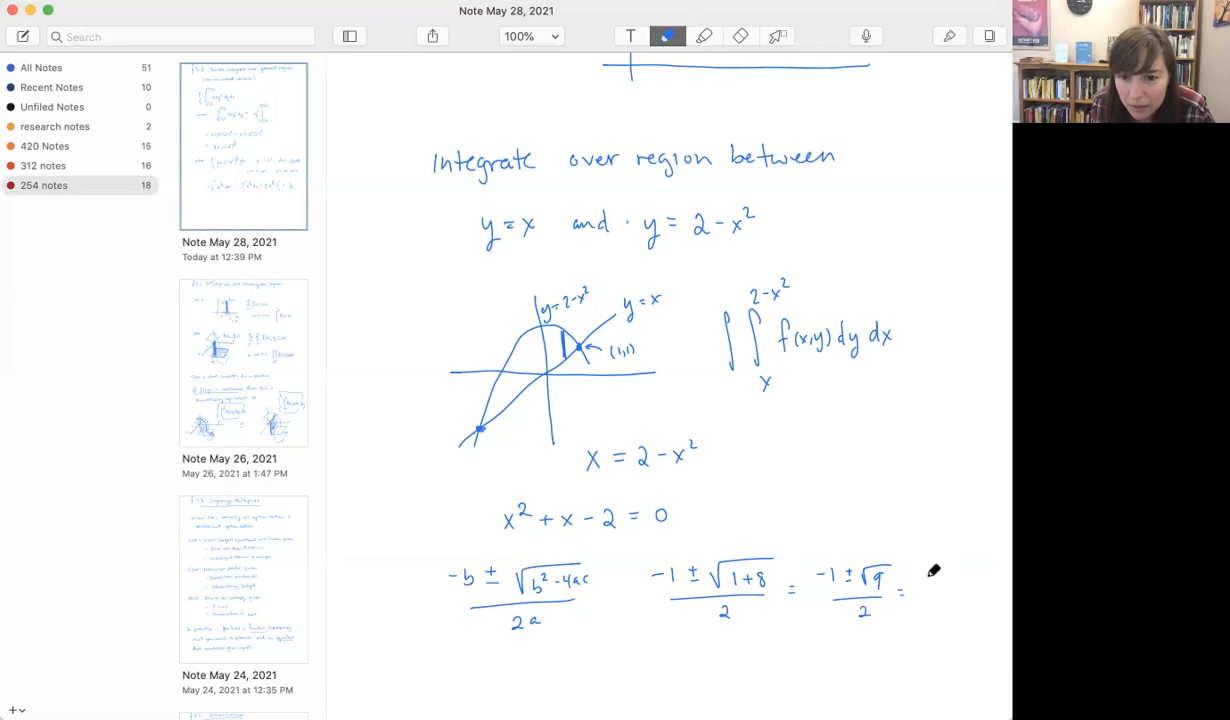 Note May 28, 2021
Search
100%
T
All Notes 51
Recent Notes 10
Unfiled Notes 0
research notes 2
420 Notes 15
312 notes 16
254 notes 18
Note May 28, 2021
Today at 12:39 PM
Note May 26, 2021
May 26, 2021 at 1:47 PM
Note May 24, 2021
May 24, 2021 at 12:35 PM
Integrate over region between
y = x and y = 2 - x²
y = 2 - x²
y = x
(1,1)
∫ ∫_x^{2-x²} f(x,y) dy dx
x = 2 - x²
x² + x - 2 = 0
(-b ± √(b² - 4ac)) / 2a
(-1 ± √(1+8)) / 2 = (-1 ± √9) / 2 =